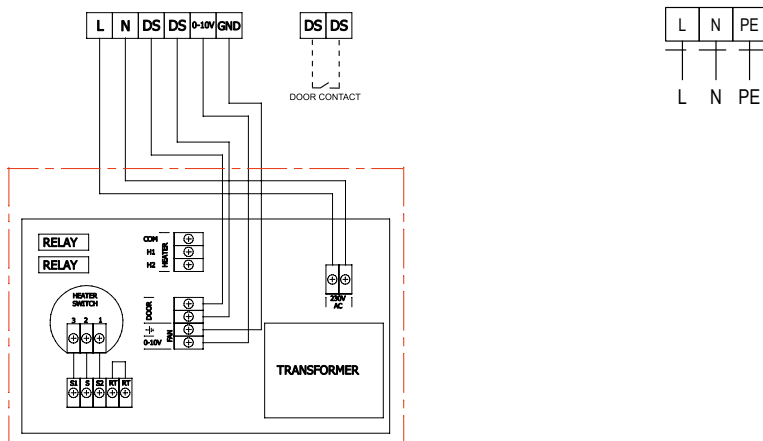 L N DS DS 0-10V GND
DS DS
L N PE
DOOR CONTACT
L N PE
RELAY
RELAY
COM
H1
H2
HEATER
HEATER
SWITCH
3 2 1
DOOR
FAN
0-10V
230V
AC
S1 S S2 RT RT
TRANSFORMER